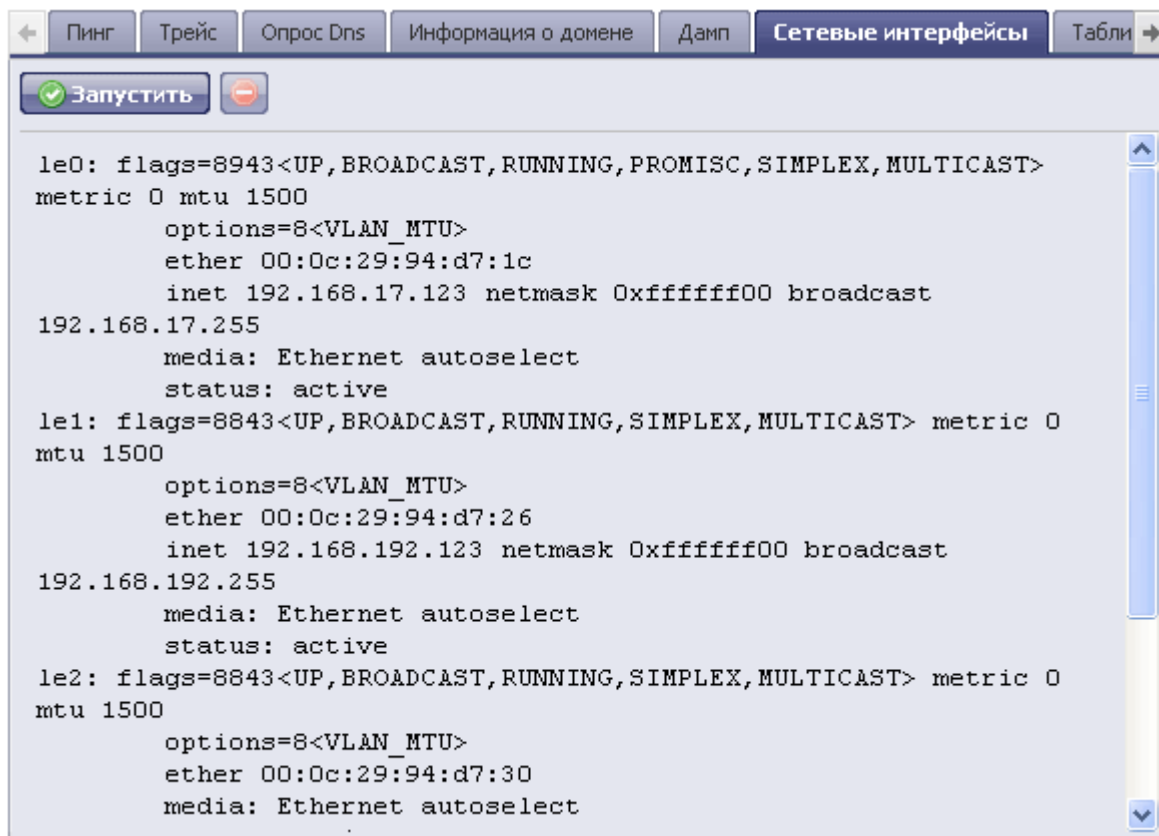 Пинг Трейс Опрос Dns Информация о домене Дамп Сетевые интерфейсы Табли
Запустить
le0: flags=8943<UP,BROADCAST,RUNNING,PROMISC,SIMPLEX,MULTICAST>
metric 0 mtu 1500
options=8<VLAN_MTU>
ether 00:0c:29:94:d7:1c
inet 192.168.17.123 netmask 0xffffff00 broadcast
192.168.17.255
media: Ethernet autoselect
status: active
le1: flags=8843<UP,BROADCAST,RUNNING,SIMPLEX,MULTICAST> metric 0
mtu 1500
options=8<VLAN_MTU>
ether 00:0c:29:94:d7:26
inet 192.168.192.123 netmask 0xffffff00 broadcast
192.168.192.255
media: Ethernet autoselect
status: active
le2: flags=8843<UP,BROADCAST,RUNNING,SIMPLEX,MULTICAST> metric 0
mtu 1500
options=8<VLAN_MTU>
ether 00:0c:29:94:d7:30
media: Ethernet autoselect